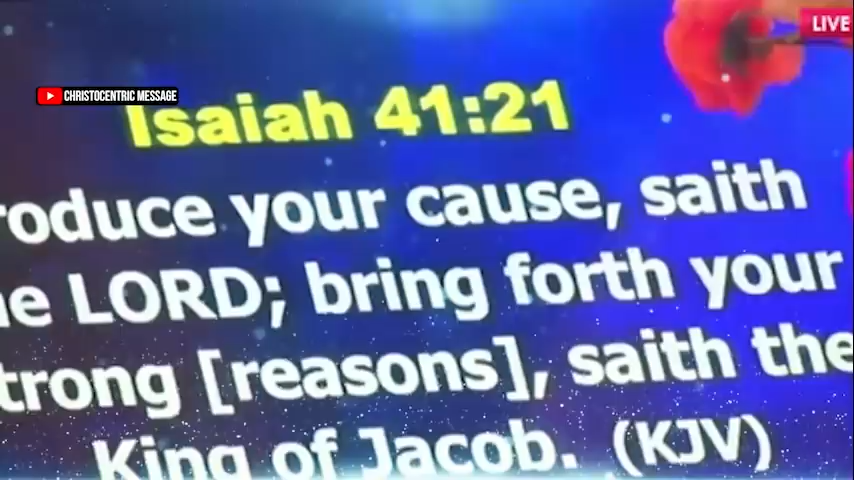 LIVE
CHRISTOCENTRIC MESSAGE
Isaiah 41:21
roduce your cause, saith
e LORD; bring forth your
trong [reasons], saith the
King of Jacob. (KJV)